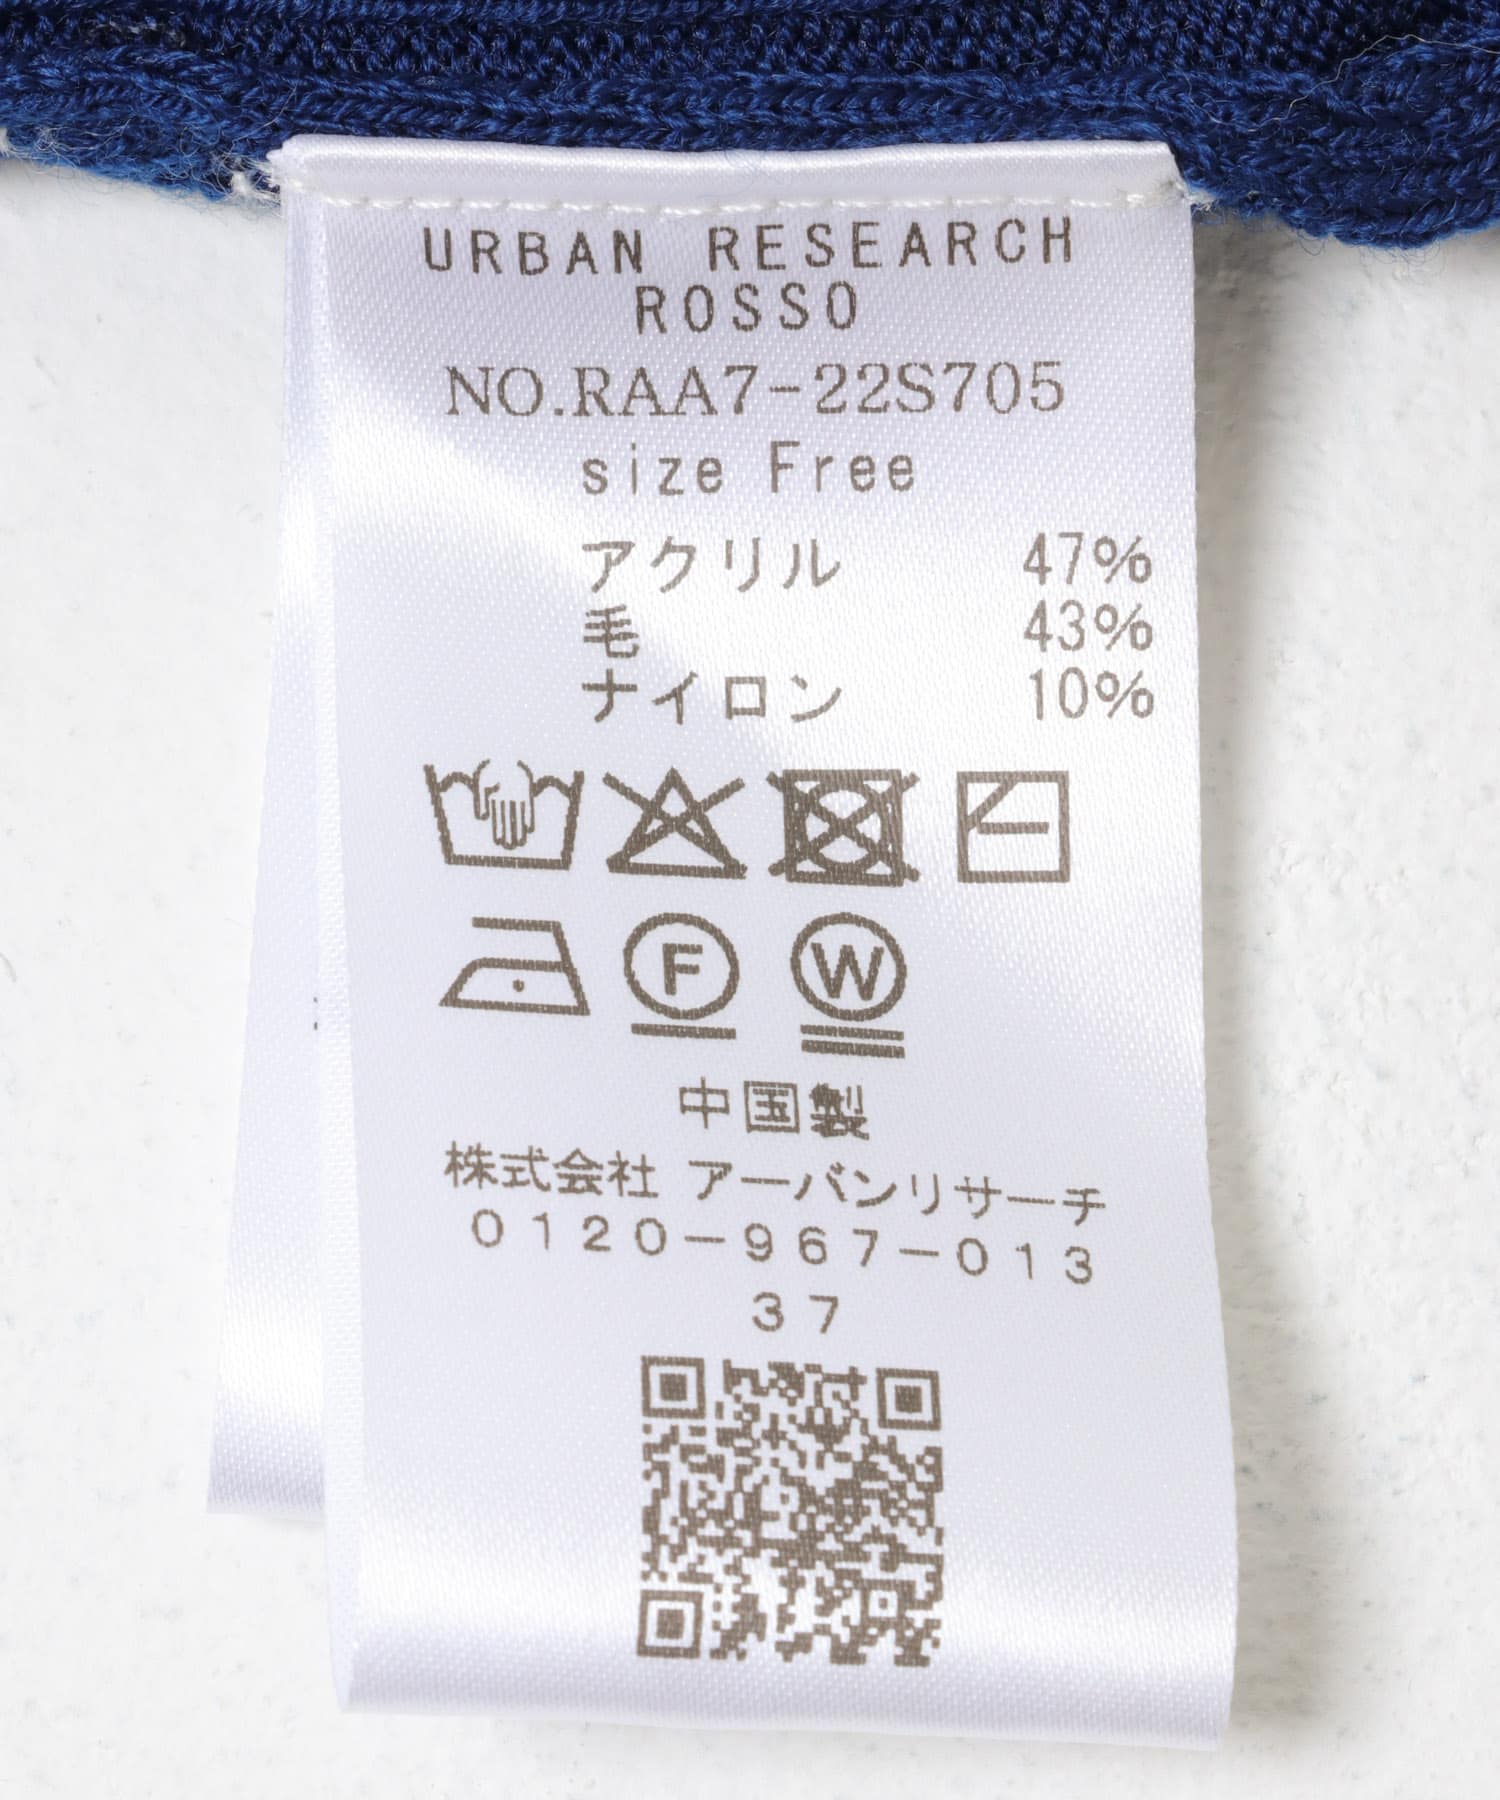 URBAN RESEARCH
ROSSO
NO.RAA7-22S705
size Free
アクリル 47%
毛 43%
ナイロン 10%
F W
中国製
株式会社 アーバンリサーチ
0120-967-013
37